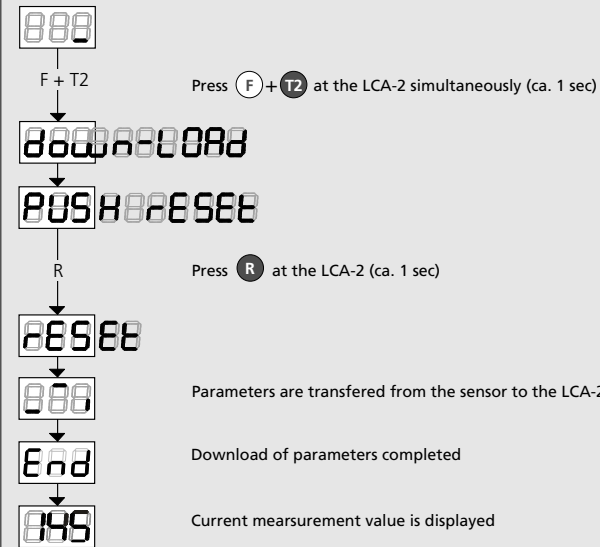 _
F + T2
Press F + T2 at the LCA-2 simultaneously (ca. 1 sec)
down-LOAd
PUSH rESEt
R
Press R at the LCA-2 (ca. 1 sec)
rESEt
Parameters are transfered from the sensor to the LCA-2
End
Download of parameters completed
145
Current mearsurement value is displayed